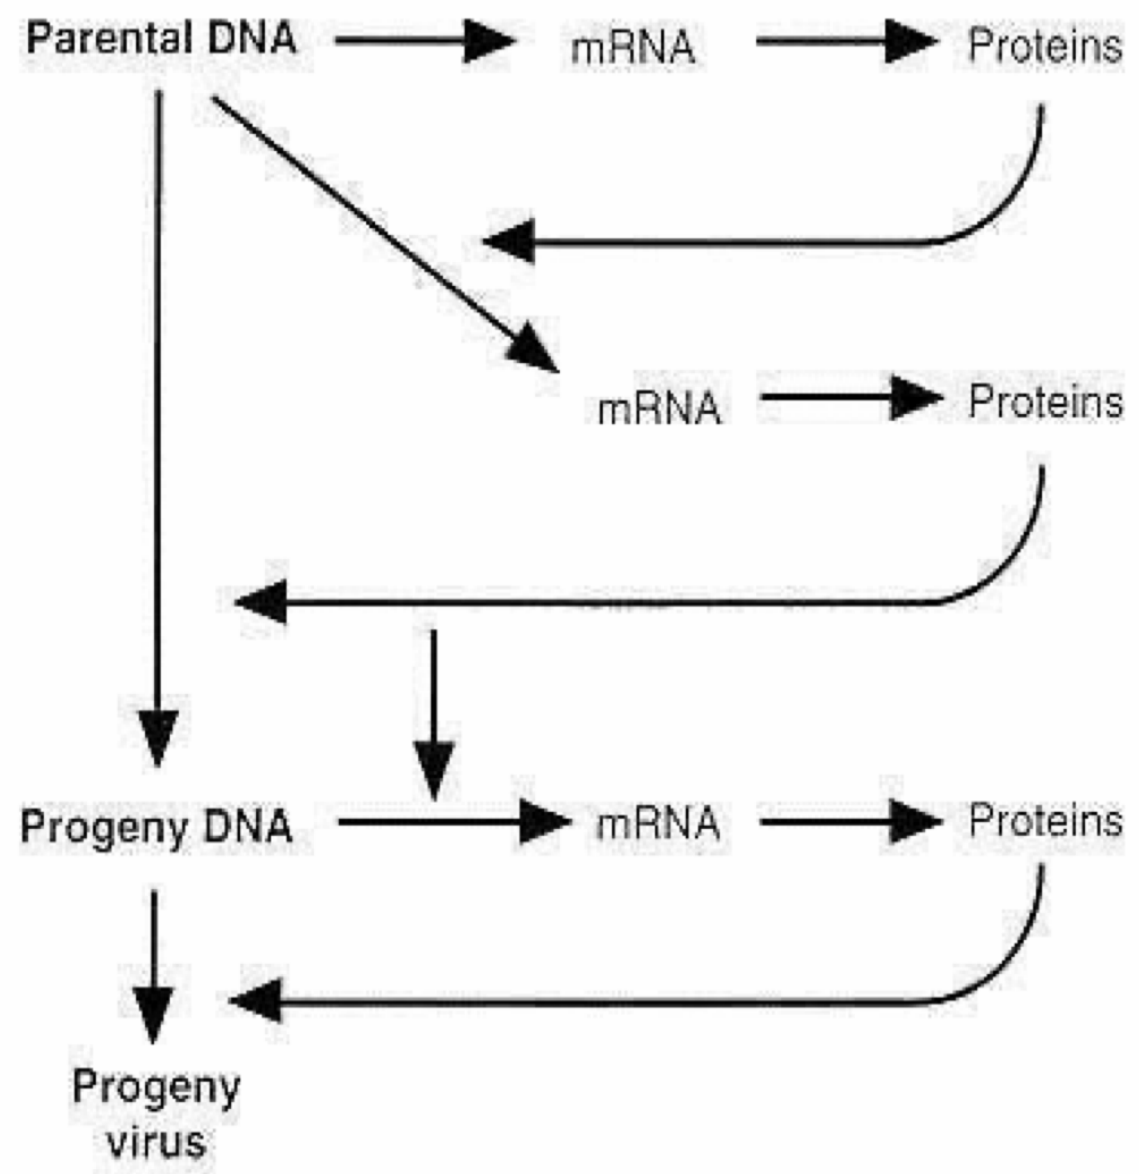 Parental DNA mRNA Proteins
mRNA Proteins
Progeny DNA mRNA Proteins
Progeny
virus